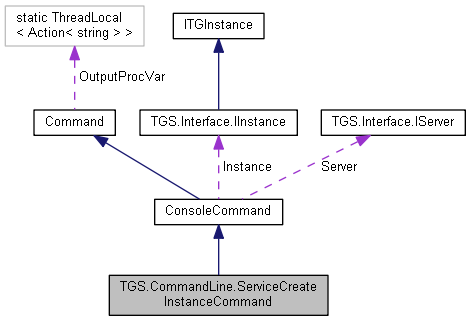 static ThreadLocal
< Action< string > >
ITGInstance
OutputProcVar
Command
TGS.Interface.IInstance
TGS.Interface.IServer
Instance
Server
ConsoleCommand
TGS.CommandLine.ServiceCreate
InstanceCommand